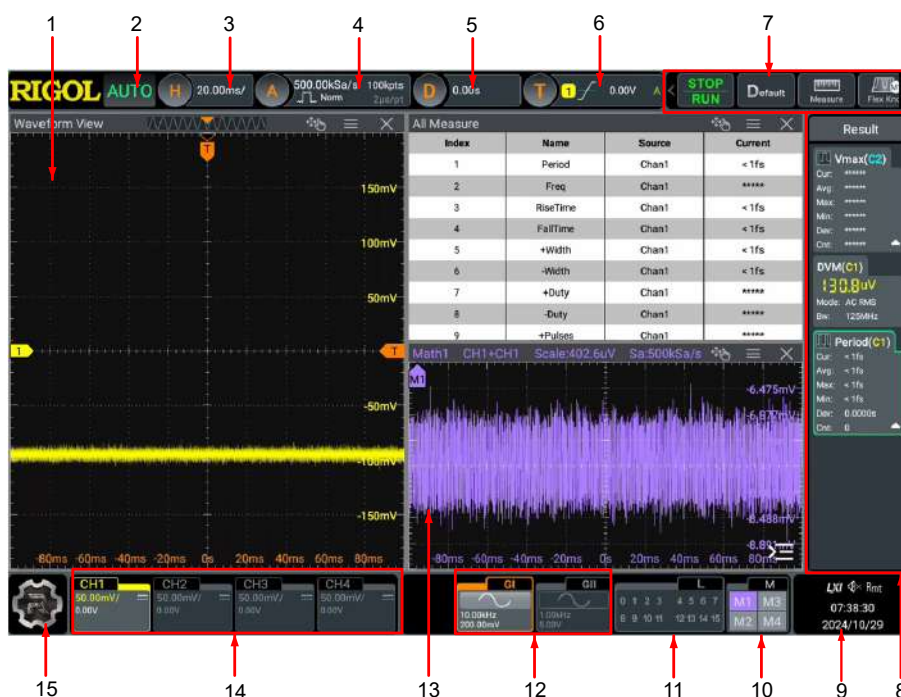 1 2 3 4 5 6 7
RIGOL AUTO H 20.00ms/ A 500.00kSa/s 100kpts D 0.00s T 1 0.00V A < STOP Default
Norm 2μs/pt RUN Measure Flex Kno
Waveform View
T
150mV
100mV
50mV
1 T
-50mV
-100mV
-150mV
-80ms -60ms -40ms -20ms 0s 20ms 40ms 60ms 80ms
All Measure
Index Name Source Current
1 Period Chan1 < 1fs
2 Freq Chan1 *****
3 RiseTime Chan1 < 1fs
4 FallTime Chan1 < 1fs
5 +Width Chan1 < 1fs
6 -Width Chan1 < 1fs
7 +Duty Chan1 *****
8 -Duty Chan1 *****
9 +Pulses Chan1 *****
Math1 CH1+CH1 Scale:402.6uV Sa:500kSa/s
M1
-6.475mV
-6.877mV
-8.488mV
-80ms -60ms -40ms -20ms 0s 20ms 40ms 60ms 80ms
Result
Vmax(C2)
Cur: ******
Avg: ******
Max: ******
Min: ******
Dev: ******
Cnt: ******
DVM(C1)
130.8uV
Mode: AC RMS
Bw: 125MHz
Period(C1)
Cur: < 1fs
Avg: < 1fs
Max: < 1fs
Min: < 1fs
Dev: 0.0000s
Cnt: 0
CH1 CH2 CH3 CH4
50.00mV/ 50.00mV/ 50.00mV/ 50.00mV/
0.00V 0.00V 0.00V 0.00V
GI GII
10.00kHz 1.00kHz
200.00mV 5.00V
L
0 1 2 3 4 5 6 7
8 9 10 11 12 13 14 15
M
M1 M3
M2 M4
LXI Rmt
07:38:30
2024/10/29
15 14 13 12 11 10 9 8